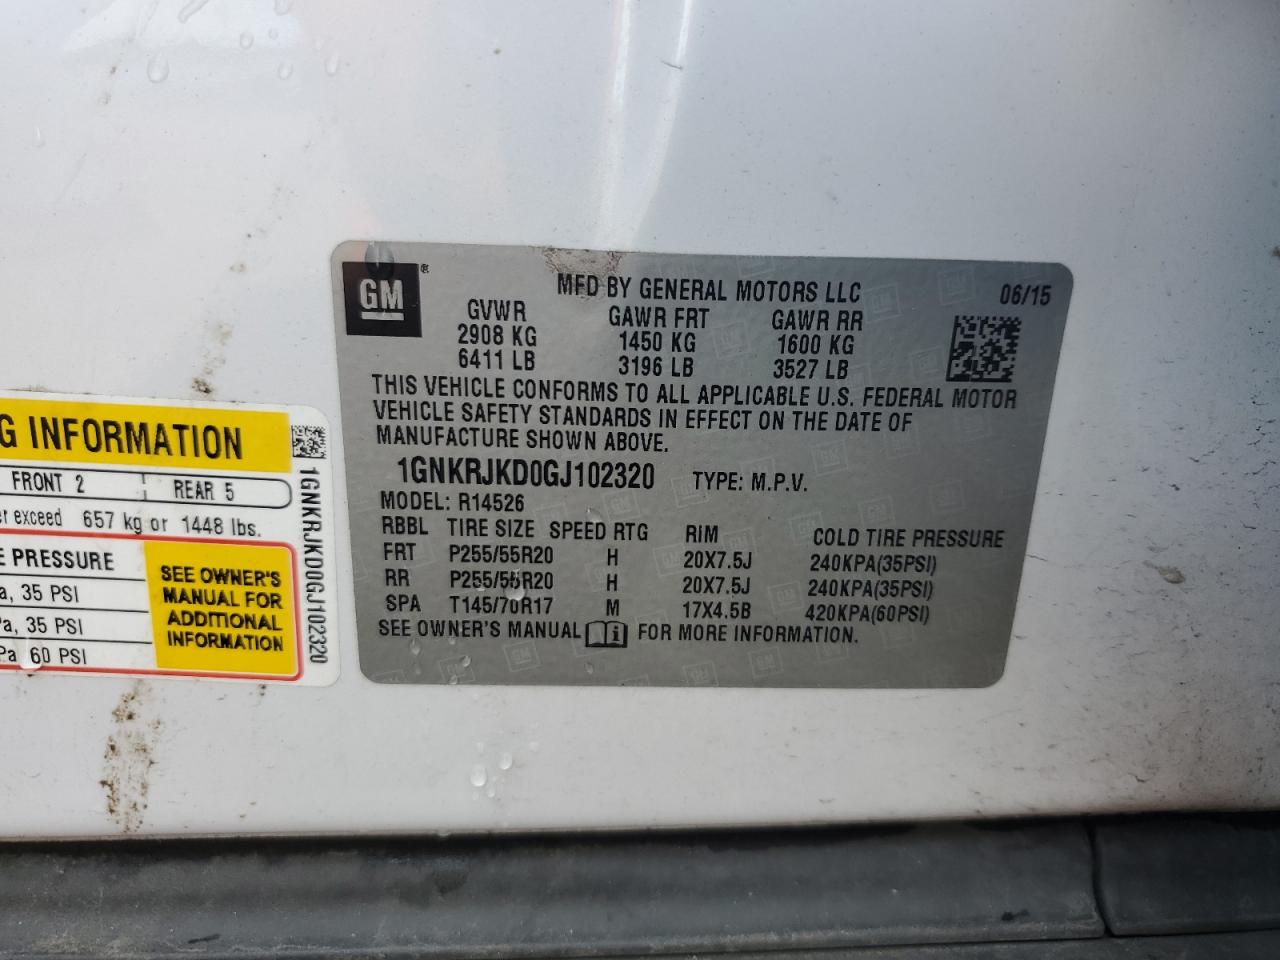 GM ®
MFD BY GENERAL MOTORS LLC 06/15
GVWR GAWR FRT GAWR RR
2908 KG 1450 KG 1600 KG
6411 LB 3196 LB 3527 LB
THIS VEHICLE CONFORMS TO ALL APPLICABLE U.S. FEDERAL MOTOR
VEHICLE SAFETY STANDARDS IN EFFECT ON THE DATE OF
MANUFACTURE SHOWN ABOVE.
1GNKRJKD0GJ102320 TYPE: M.P.V.
MODEL: R14526
RBBL TIRE SIZE SPEED RTG RIM COLD TIRE PRESSURE
FRT P255/55R20 H 20X7.5J 240KPA(35PSI)
RR P255/55R20 H 20X7.5J 240KPA(35PSI)
SPA T145/70R17 M 17X4.5B 420KPA(60PSI)
SEE OWNER'S MANUAL FOR MORE INFORMATION.
G INFORMATION
FRONT 2 REAR 5
er exceed 657 kg or 1448 lbs.
E PRESSURE
a, 35 PSI
Pa, 35 PSI
Pa 60 PSI
SEE OWNER'S
MANUAL FOR
ADDITIONAL
INFORMATION
1GNKRJKD0GJ102320